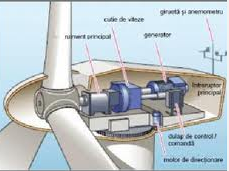 giruetă și anemometru
cutie de viteze
rulment principal
generator
întrerupător
principal
dulap de control /
comandă
motor de direcționare